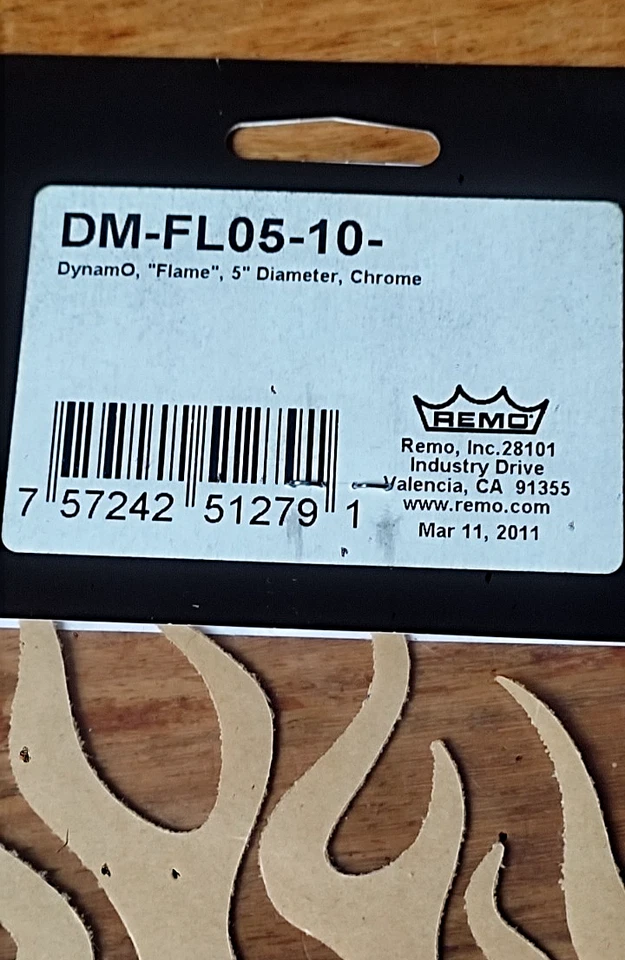 DM-FL05-10-
DynamO, "Flame", 5" Diameter, Chrome
7 57242 51279 1
REMO
Remo, Inc.28101
Industry Drive
Valencia, CA 91355
www.remo.com
Mar 11, 2011